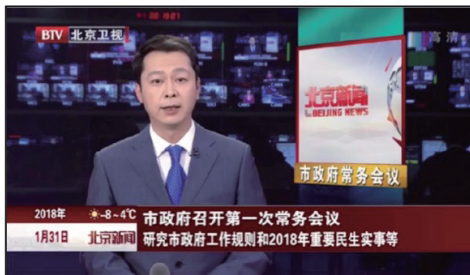 BTV 北京卫视
高清
北京新闻
BEIJING NEWS
市政府常务会议
2018年
-8~4℃
市政府召开第一次常务会议
1月31日
北京新闻
研究市政府工作规则和2018年重要民生实事等